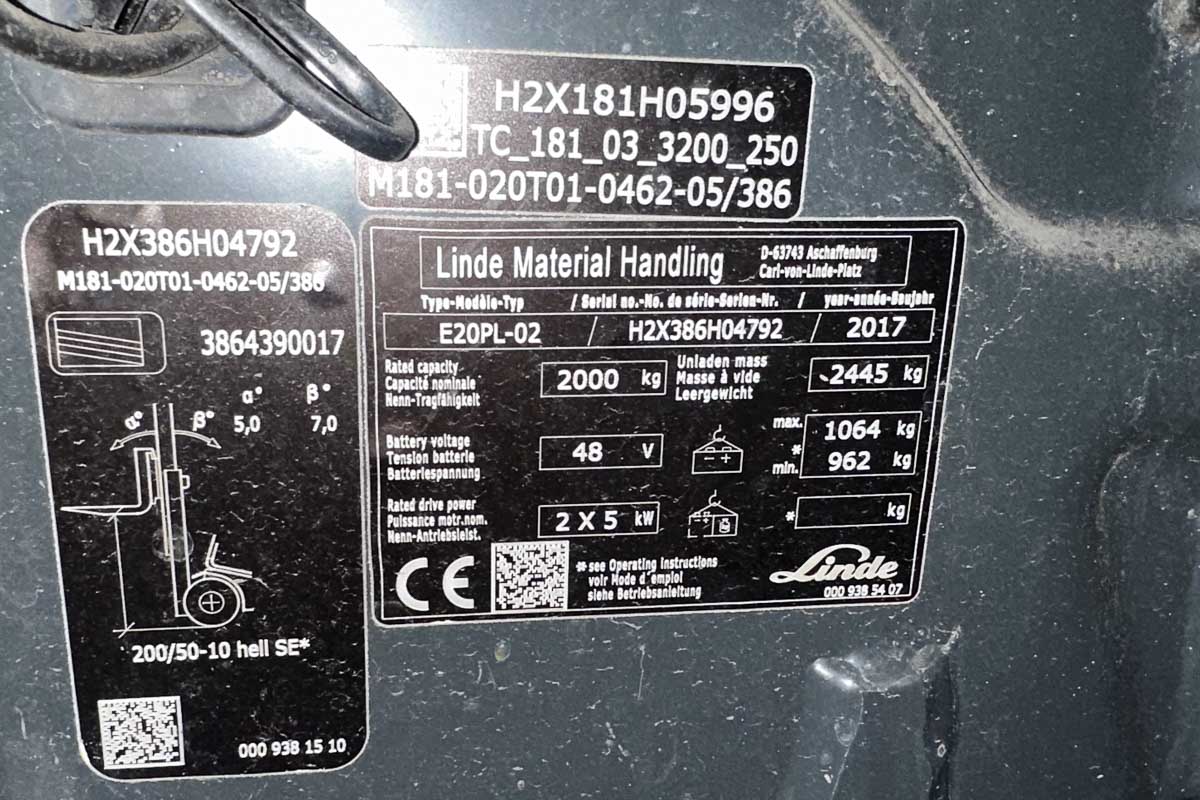 H2X181H05996
TC_181_03_3200_250
M181-020T01-0462-05/386
H2X386H04792
M181-020T01-0462-05/386
3864390017
α° β°
α° β° 5,0 7,0
200/50-10 hell SE*
000 938 15 10
Linde Material Handling
D-63743 Aschaffenburg
Carl-von-Linde-Platz
Type-Modèle-Typ / Serial no.-No. de série-Serien-Nr. / year-année-Baujahr
E20PL-02 / H2X386H04792 / 2017
Rated capacity
Capacité nominale
Nenn-Tragfähigkeit
2000 kg
Unladen mass
Masse à vide
Leergewicht
2445 kg
Battery voltage
Tension batterie
Batteriespannung
48 V
max. 1064 kg
*
min. 962 kg
Rated drive power
Puissance motr.nom.
Nenn-Antriebsleist.
2 X 5 kW
* kg
CE
*see Operating Instructions
voir Mode d'emploi
siehe Betriebsanleitung
Linde
000 938 54 07